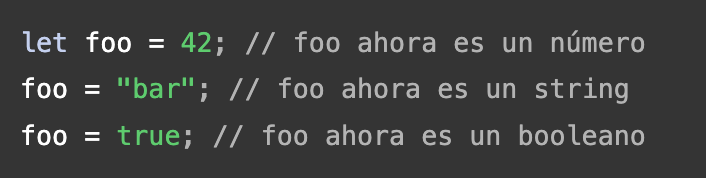 let foo = 42; // foo ahora es un número
foo = "bar"; // foo ahora es un string
foo = true; // foo ahora es un booleano